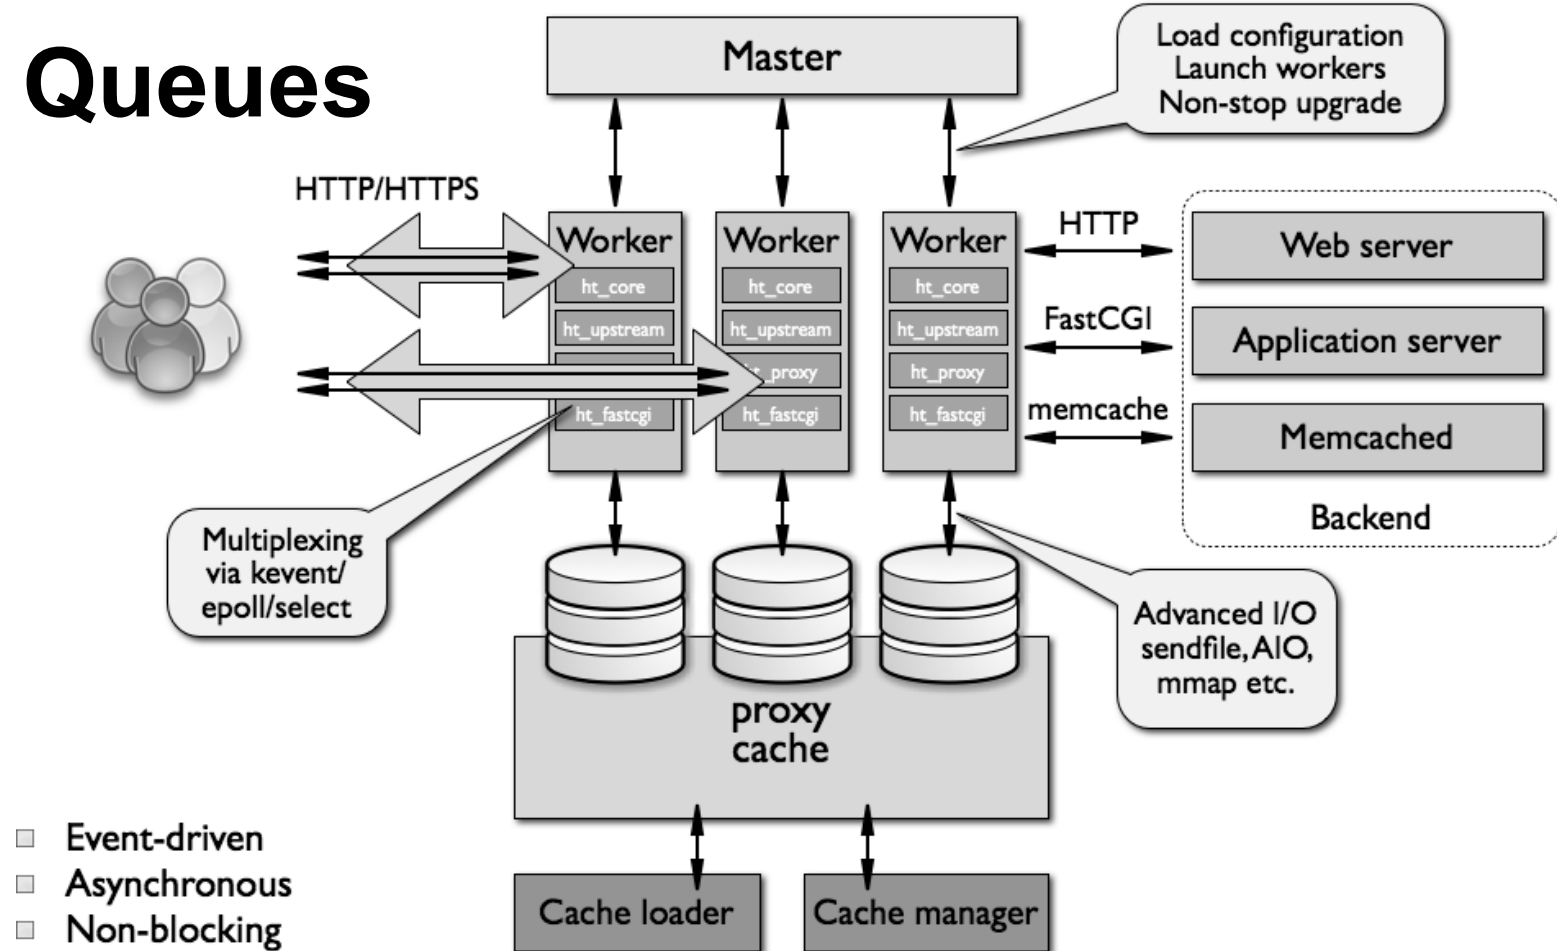 Queues
Master
Load configuration
Launch workers
Non-stop upgrade
HTTP/HTTPS
Worker
ht_core
ht_upstream
ht_fastcgi
Worker
ht_core
ht_upstream
ht_fastcgi
Worker
ht_core
ht_upstream
ht_proxy
ht_fastcgi
HTTP
FastCGI
memcache
Web server
Application server
Memcached
Backend
Multiplexing
via kevent/
epoll/select
Advanced I/O
sendfile, AIO,
mmap etc.
proxy
cache
Cache loader
Cache manager
Event-driven
Asynchronous
Non-blocking